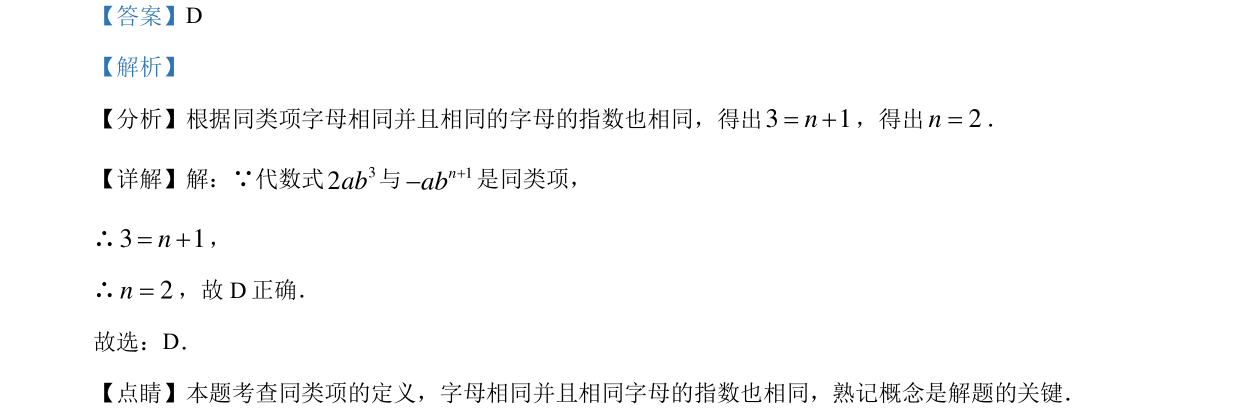 【答案】D
【解析】
【分析】根据同类项字母相同并且相同的字母的指数也相同，得出3=n+1，得出n=2．
【详解】解：∵代数式2ab³与−abⁿ⁺¹是同类项，
∴3=n+1，
∴n=2，故 D 正确．
故选：D．
【点睛】本题考查同类项的定义，字母相同并且相同字母的指数也相同，熟记概念是解题的关键．